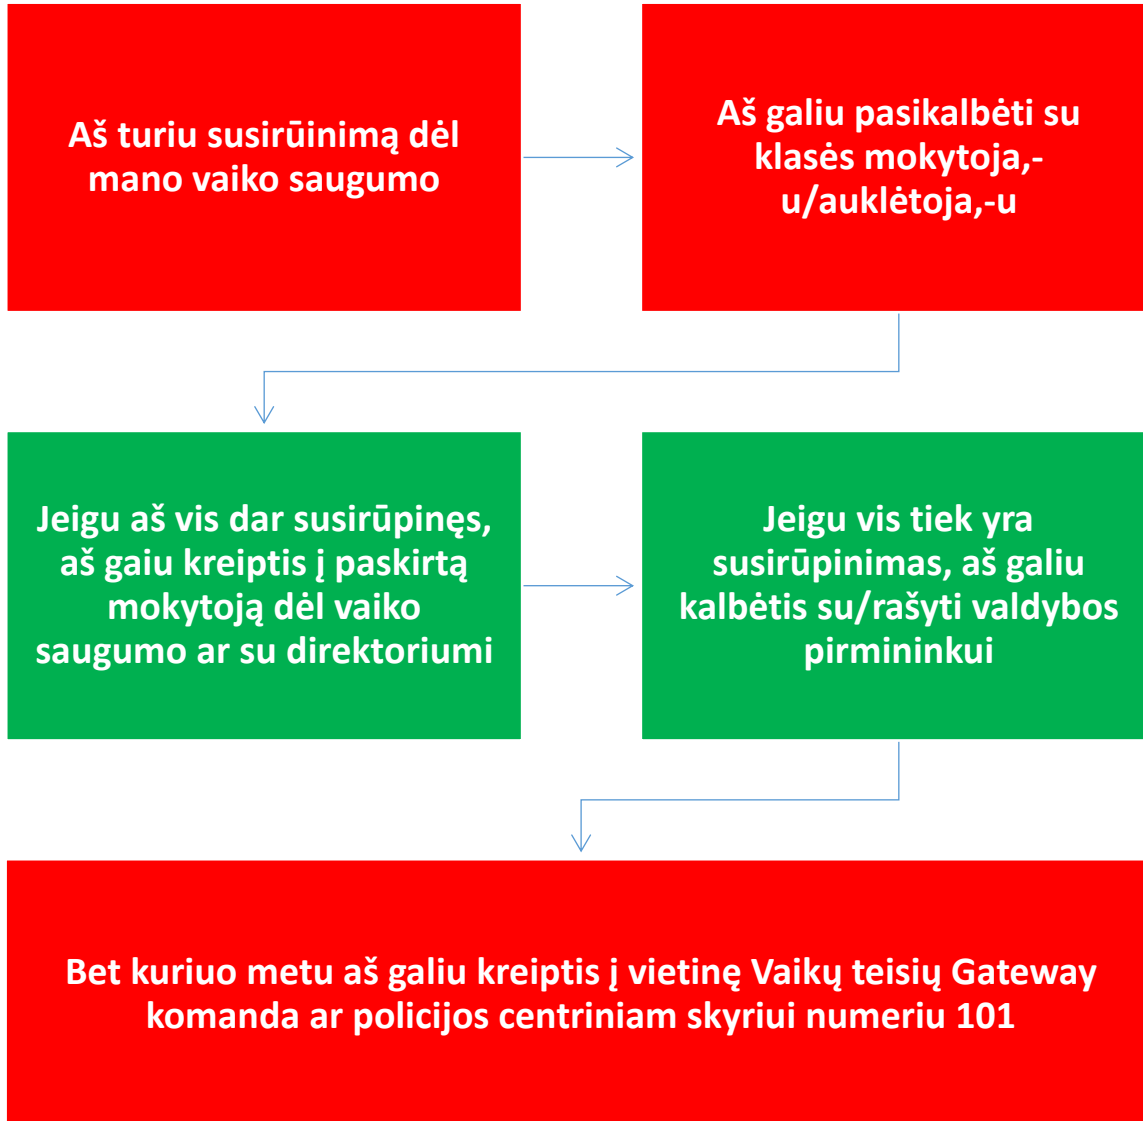 Aš turiu susirūinimą dėl
mano vaiko saugumo
Aš galiu pasikalbėti su
klasės mokytoja,-
u/auklėtoja,-u
Jeigu aš vis dar susirūpinęs,
aš gaiu kreiptis į paskirtą
mokytoją dėl vaiko
saugumo ar su direktoriumi
Jeigu vis tiek yra
susirūpinimas, aš galiu
kalbėtis su/rašyti valdybos
pirmininkui
Bet kuriuo metu aš galiu kreiptis į vietinę Vaikų teisių Gateway
komanda ar policijos centriniam skyriui numeriu 101